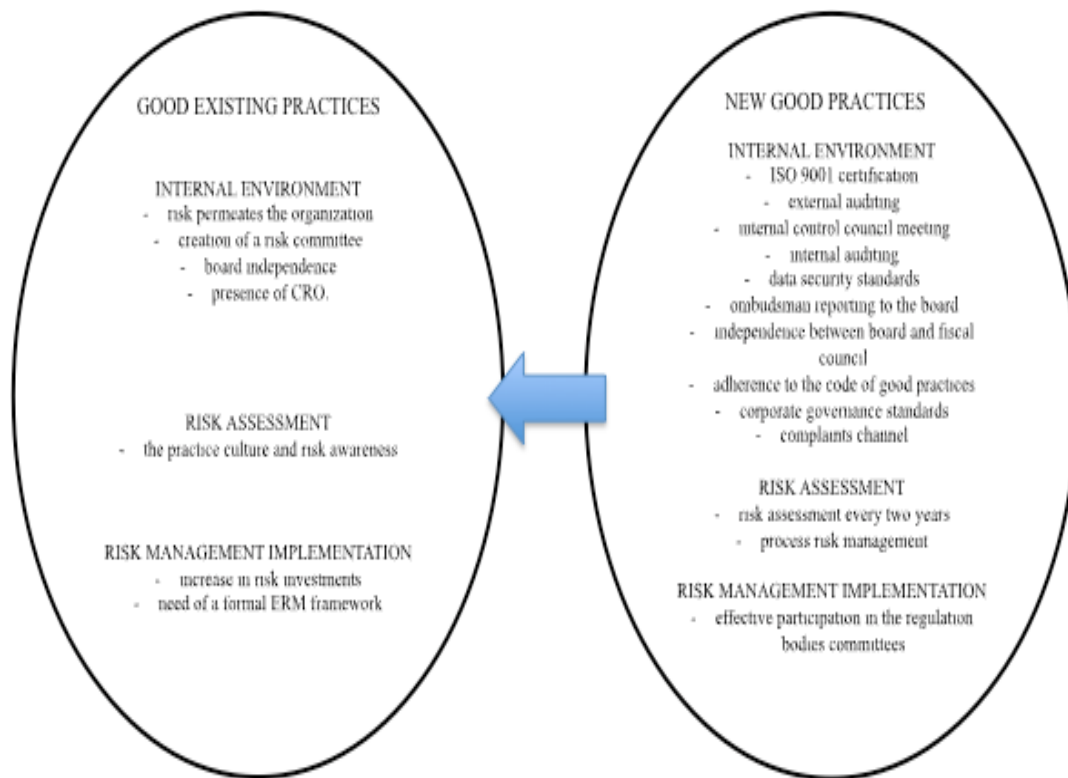 GOOD EXISTING PRACTICES
INTERNAL ENVIRONMENT
- risk permeates the organization
- creation of a risk committee
- board independence
- presence of CRO.
RISK ASSESSMENT
- the practice culture and risk awareness
RISK MANAGEMENT IMPLEMENTATION
- increase in risk investments
- need of a formal ERM framework
NEW GOOD PRACTICES
INTERNAL ENVIRONMENT
- ISO 9001 certification
- external auditing
- internal control council meeting
- internal auditing
- data security standards
- ombudsman reporting to the board
- independence between board and fiscal
council
- adherence to the code of good practices
- corporate governance standards
- complaints channel
RISK ASSESSMENT
- risk assessment every two years
- process risk management
RISK MANAGEMENT IMPLEMENTATION
- effective participation in the regulation
bodies committees